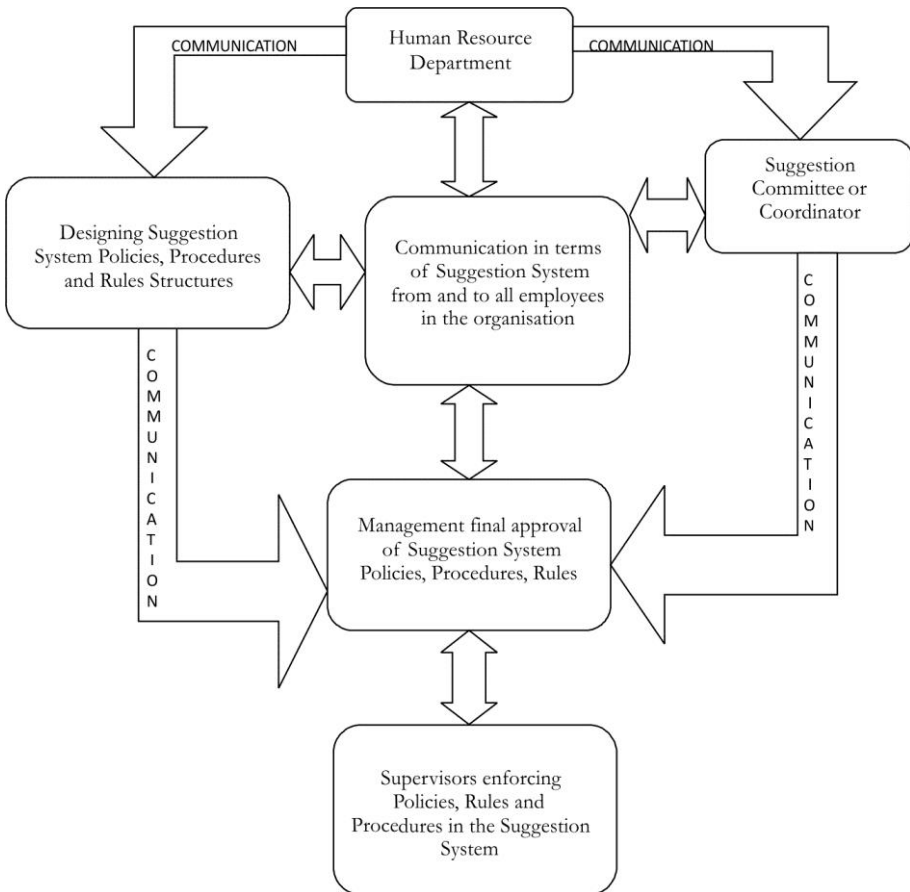 COMMUNICATION
Human Resource
Department
COMMUNICATION
Designing Suggestion
System Policies, Procedures
and Rules Structures
Communication in terms
of Suggestion System
from and to all employees
in the organisation
Suggestion
Committee or
Coordinator
COMMUNICATION
COMMUNICATION
Management final approval
of Suggestion System
Policies, Procedures, Rules
Supervisors enforcing
Policies, Rules and
Procedures in the Suggestion
System